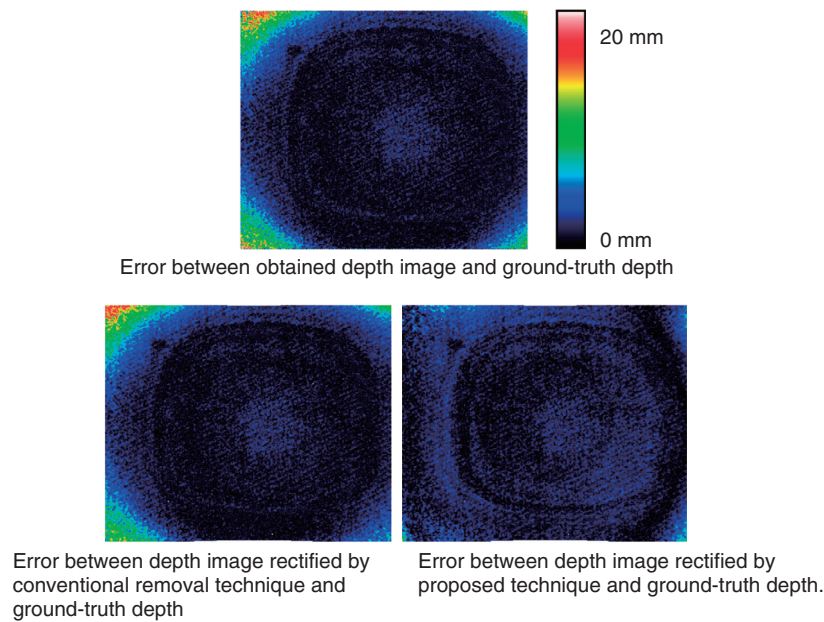 20 mm
0 mm
Error between obtained depth image and ground-truth depth
Error between depth image rectified by
conventional removal technique and
ground-truth depth
Error between depth image rectified by
proposed technique and ground-truth depth.